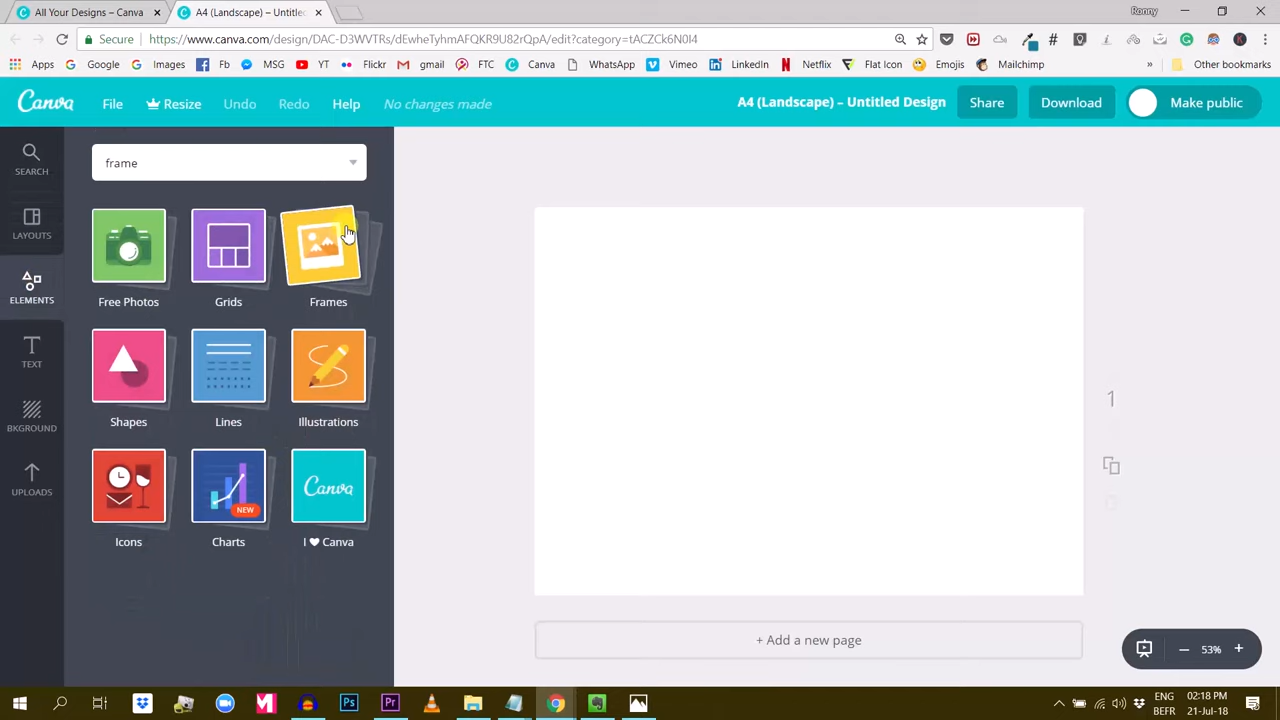 All Your Designs – Canva
A4 (Landscape) – Untitle
Ronny
Secure
https://www.canva.com/design/DAC-D3WVTRs/dEwheTyhmAFQKR9U82rQpA/edit?category=tACZCk6N0I4
Apps
Google
Images
Fb
MSG
YT
Flickr
gmail
FTC
Canva
WhatsApp
Vimeo
LinkedIn
Netflix
Flat Icon
Emojis
Mailchimp
»
Other bookmarks
Canva
File
Resize
Undo
Redo
Help
No changes made
A4 (Landscape) – Untitled Design
Share
Download
Make public
SEARCH
LAYOUTS
ELEMENTS
TEXT
BKGROUND
UPLOADS
frame
Free Photos
Grids
Frames
Shapes
Lines
Illustrations
NEW
Canva
Icons
Charts
I ♥ Canva
1
+ Add a new page
53%
Ps
Pr
ENG
BEFR
02:18 PM
21-Jul-18